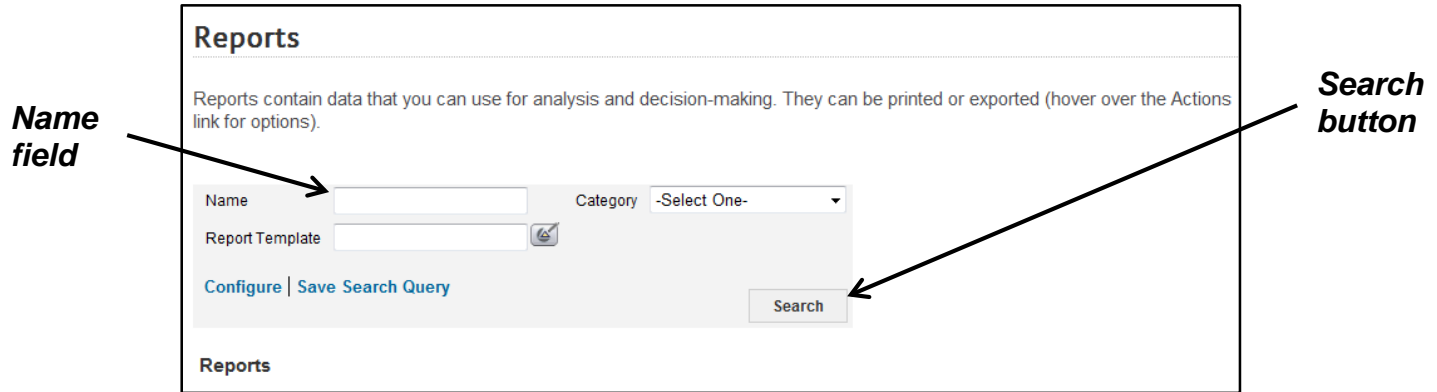 Reports
Reports contain data that you can use for analysis and decision-making. They can be printed or exported (hover over the Actions
link for options).
Name
field
Search
button
Name
Category -Select One-
Report Template
Configure | Save Search Query
Search
Reports